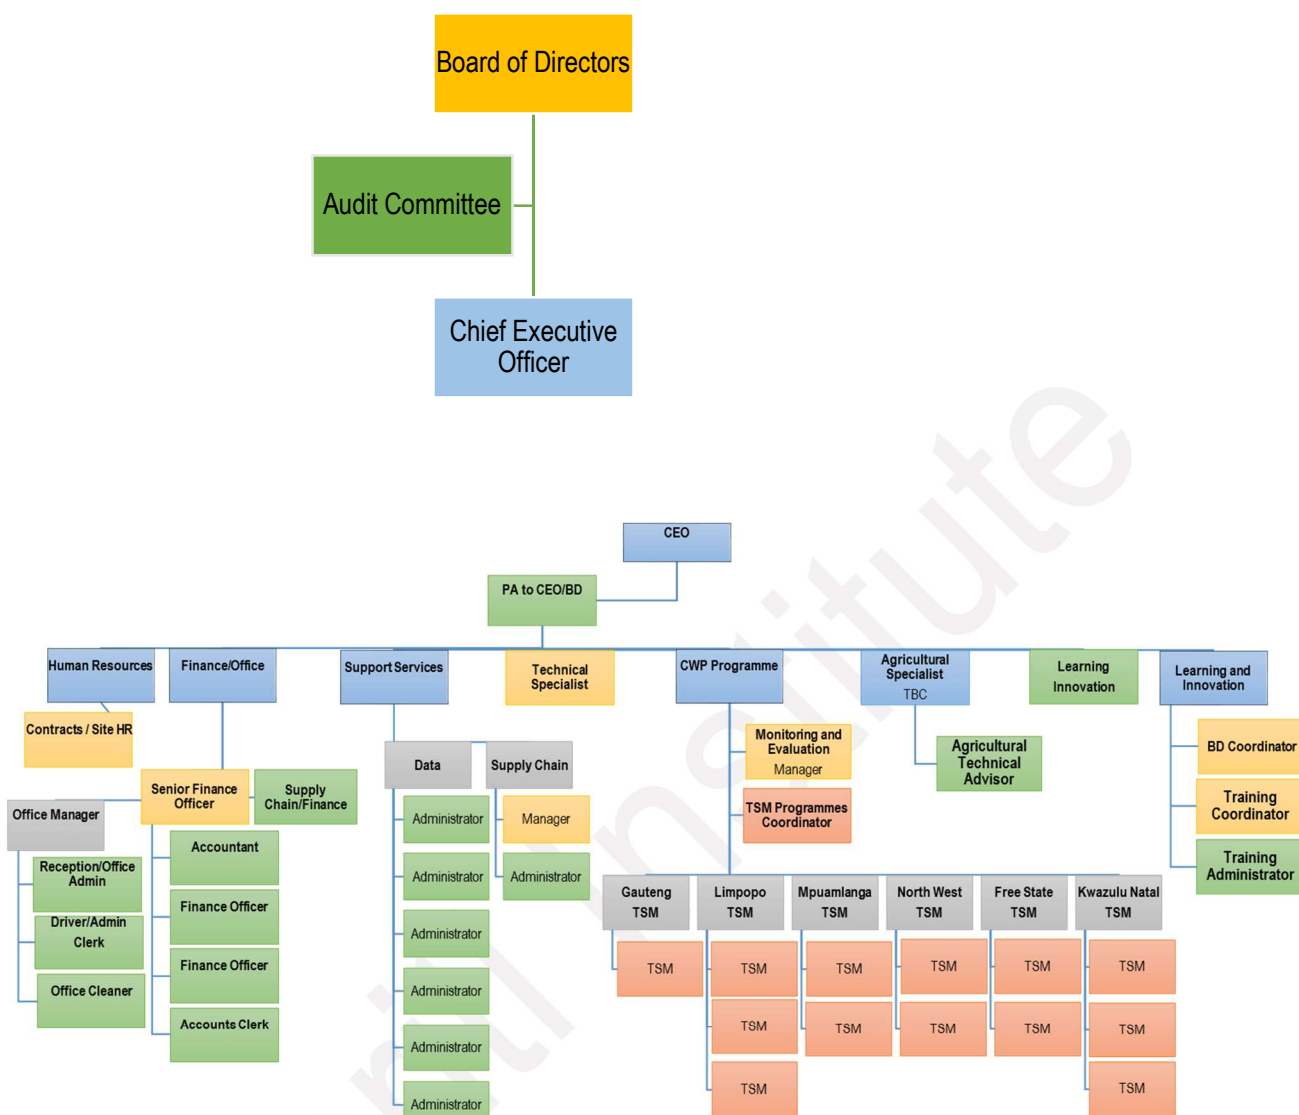 Board of Directors
Audit Committee
Chief Executive
Officer
CEO
PA to CEO/BD
Human Resources
Finance/Office
Support Services
Technical
Specialist
CWP Programme
Agricultural
Specialist
TBC
Learning
Innovation
Learning and
Innovation
Contracts / Site HR
Senior Finance
Officer
Supply
Chain/Finance
Office Manager
Reception/Office
Admin
Driver/Admin
Clerk
Office Cleaner
Accountant
Finance Officer
Finance Officer
Accounts Clerk
Data
Supply Chain
Administrator
Administrator
Administrator
Administrator
Administrator
Administrator
Manager
Administrator
Monitoring and
Evaluation
Manager
TSM Programmes
Coordinator
Agricultural
Technical
Advisor
BD Coordinator
Training
Coordinator
Training
Administrator
Gauteng
TSM
Limpopo
TSM
Mpuamlanga
TSM
North West
TSM
Free State
TSM
Kwazulu Natal
TSM
TSM
TSM
TSM
TSM
TSM
TSM
TSM
TSM
TSM
TSM
TSM
TSM
TSM
Institute